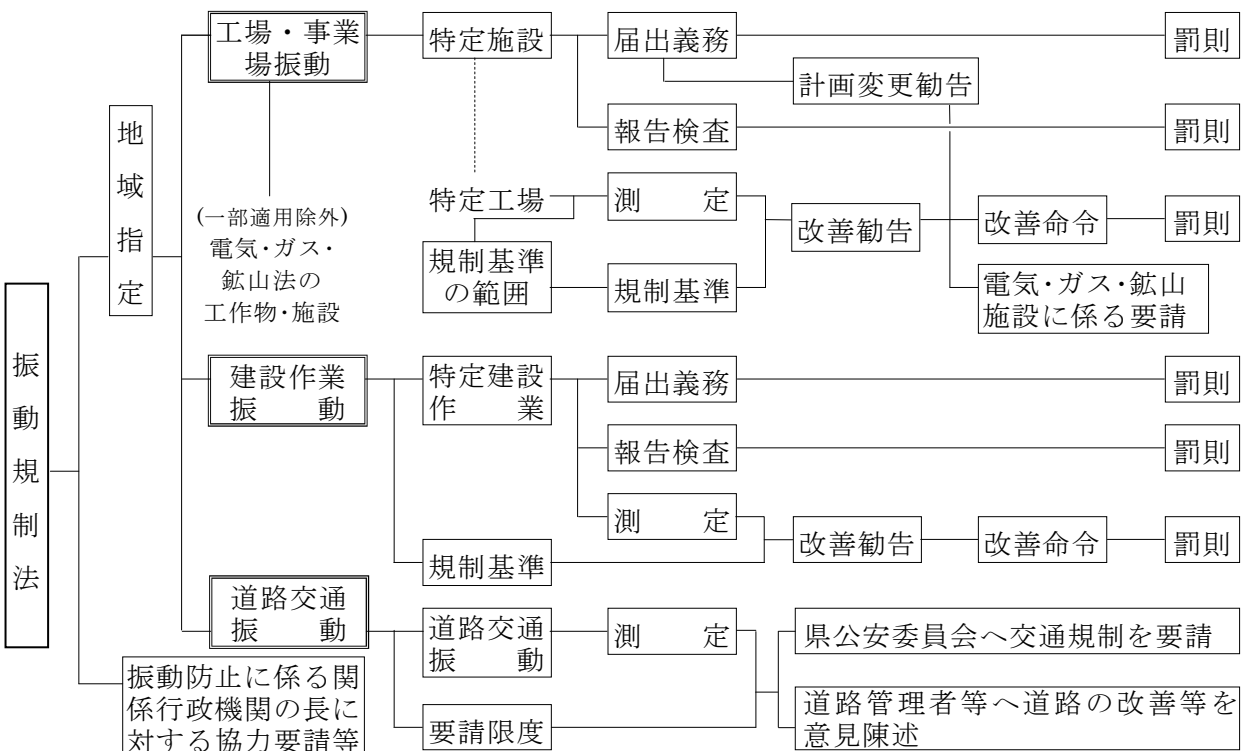 振動規制法
地域指定
工場・事業
場振動
(一部適用除外)
電気・ガス・
鉱山法の
工作物・施設
特定施設
届出義務
罰則
計画変更勧告
報告検査
罰則
特定工場
測　定
規制基準
の範囲
規制基準
改善勧告
改善命令
罰則
電気・ガス・鉱山
施設に係る要請
建設作業
振　動
特定建設
作　業
届出義務
罰則
報告検査
罰則
測　定
規制基準
改善勧告
改善命令
罰則
道路交通
振　動
道路交通
振　動
測　定
要請限度
県公安委員会へ交通規制を要請
道路管理者等へ道路の改善等を
意見陳述
振動防止に係る関
係行政機関の長に
対する協力要請等